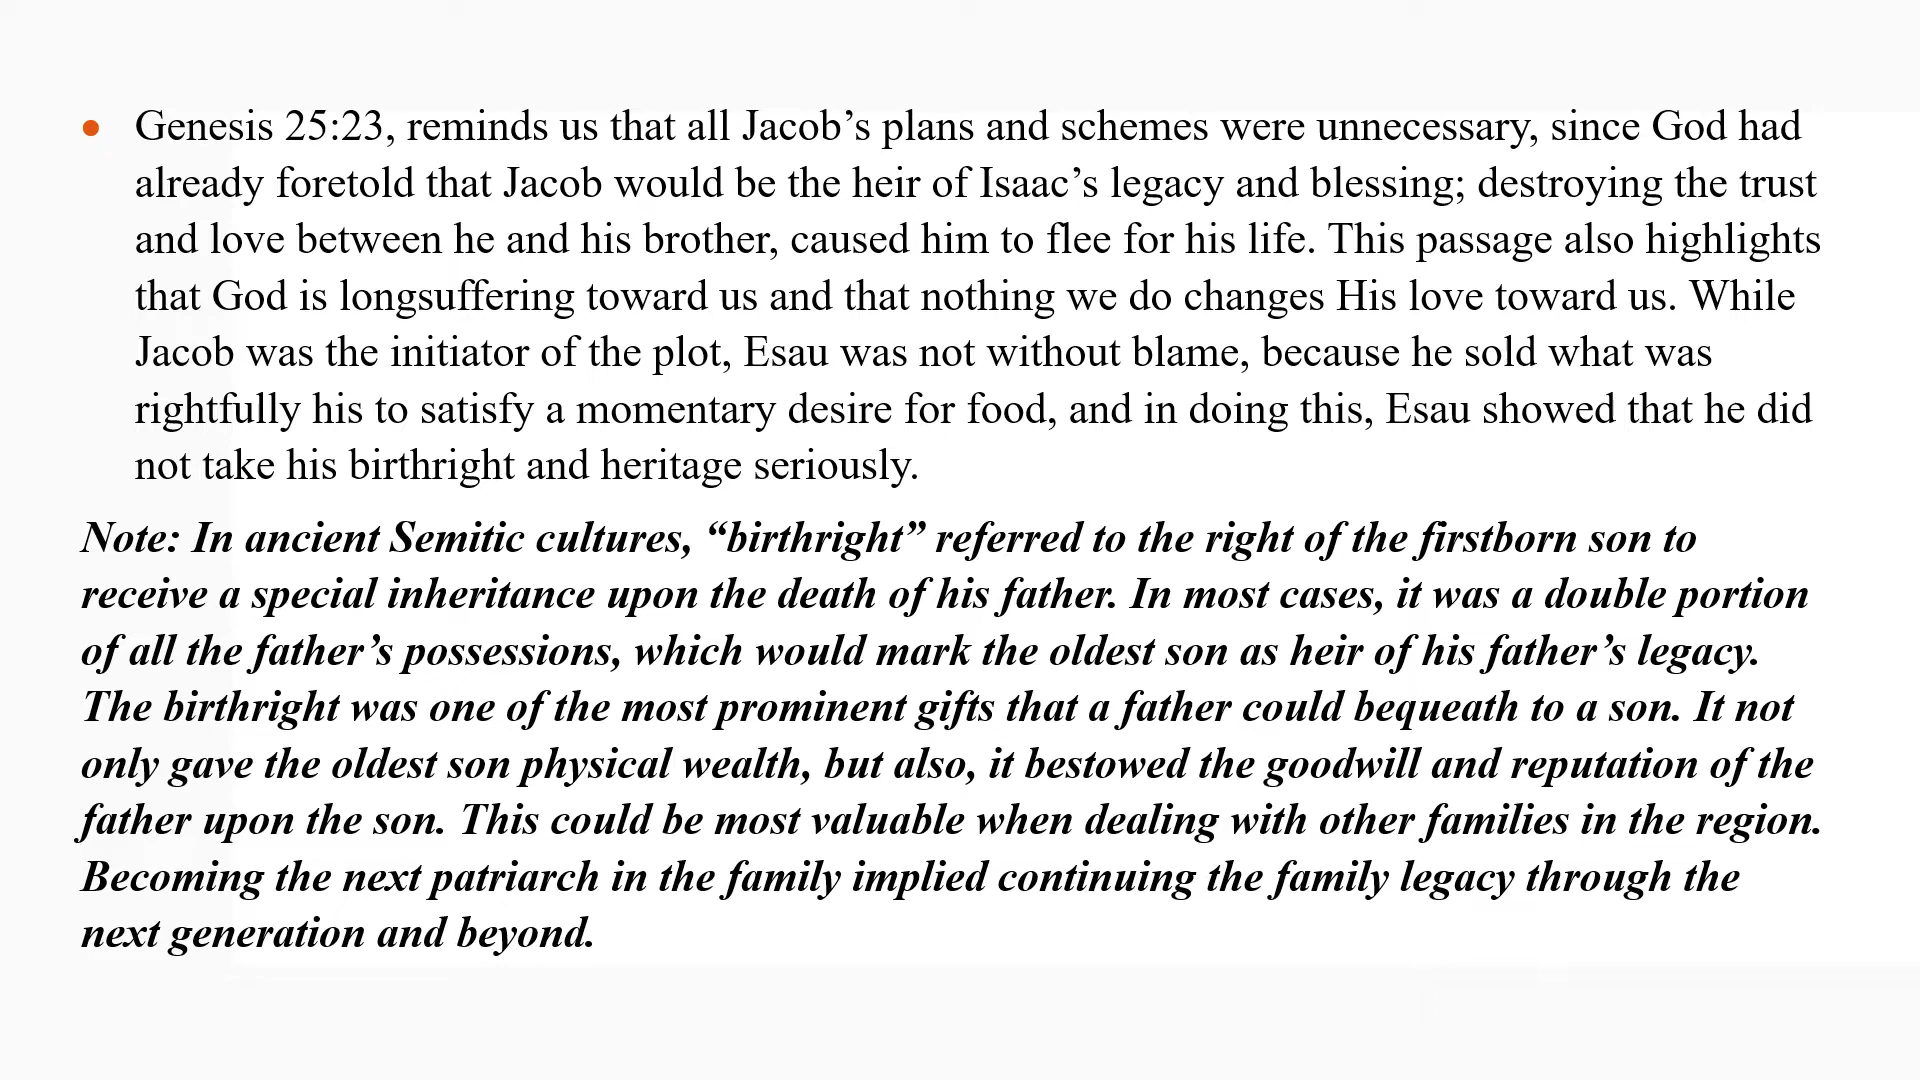 • Genesis 25:23, reminds us that all Jacob’s plans and schemes were unnecessary, since God had
already foretold that Jacob would be the heir of Isaac’s legacy and blessing; destroying the trust
and love between he and his brother, caused him to flee for his life. This passage also highlights
that God is longsuffering toward us and that nothing we do changes His love toward us. While
Jacob was the initiator of the plot, Esau was not without blame, because he sold what was
rightfully his to satisfy a momentary desire for food, and in doing this, Esau showed that he did
not take his birthright and heritage seriously.
Note: In ancient Semitic cultures, “birthright” referred to the right of the firstborn son to
receive a special inheritance upon the death of his father. In most cases, it was a double portion
of all the father’s possessions, which would mark the oldest son as heir of his father’s legacy.
The birthright was one of the most prominent gifts that a father could bequeath to a son. It not
only gave the oldest son physical wealth, but also, it bestowed the goodwill and reputation of the
father upon the son. This could be most valuable when dealing with other families in the region.
Becoming the next patriarch in the family implied continuing the family legacy through the
next generation and beyond.